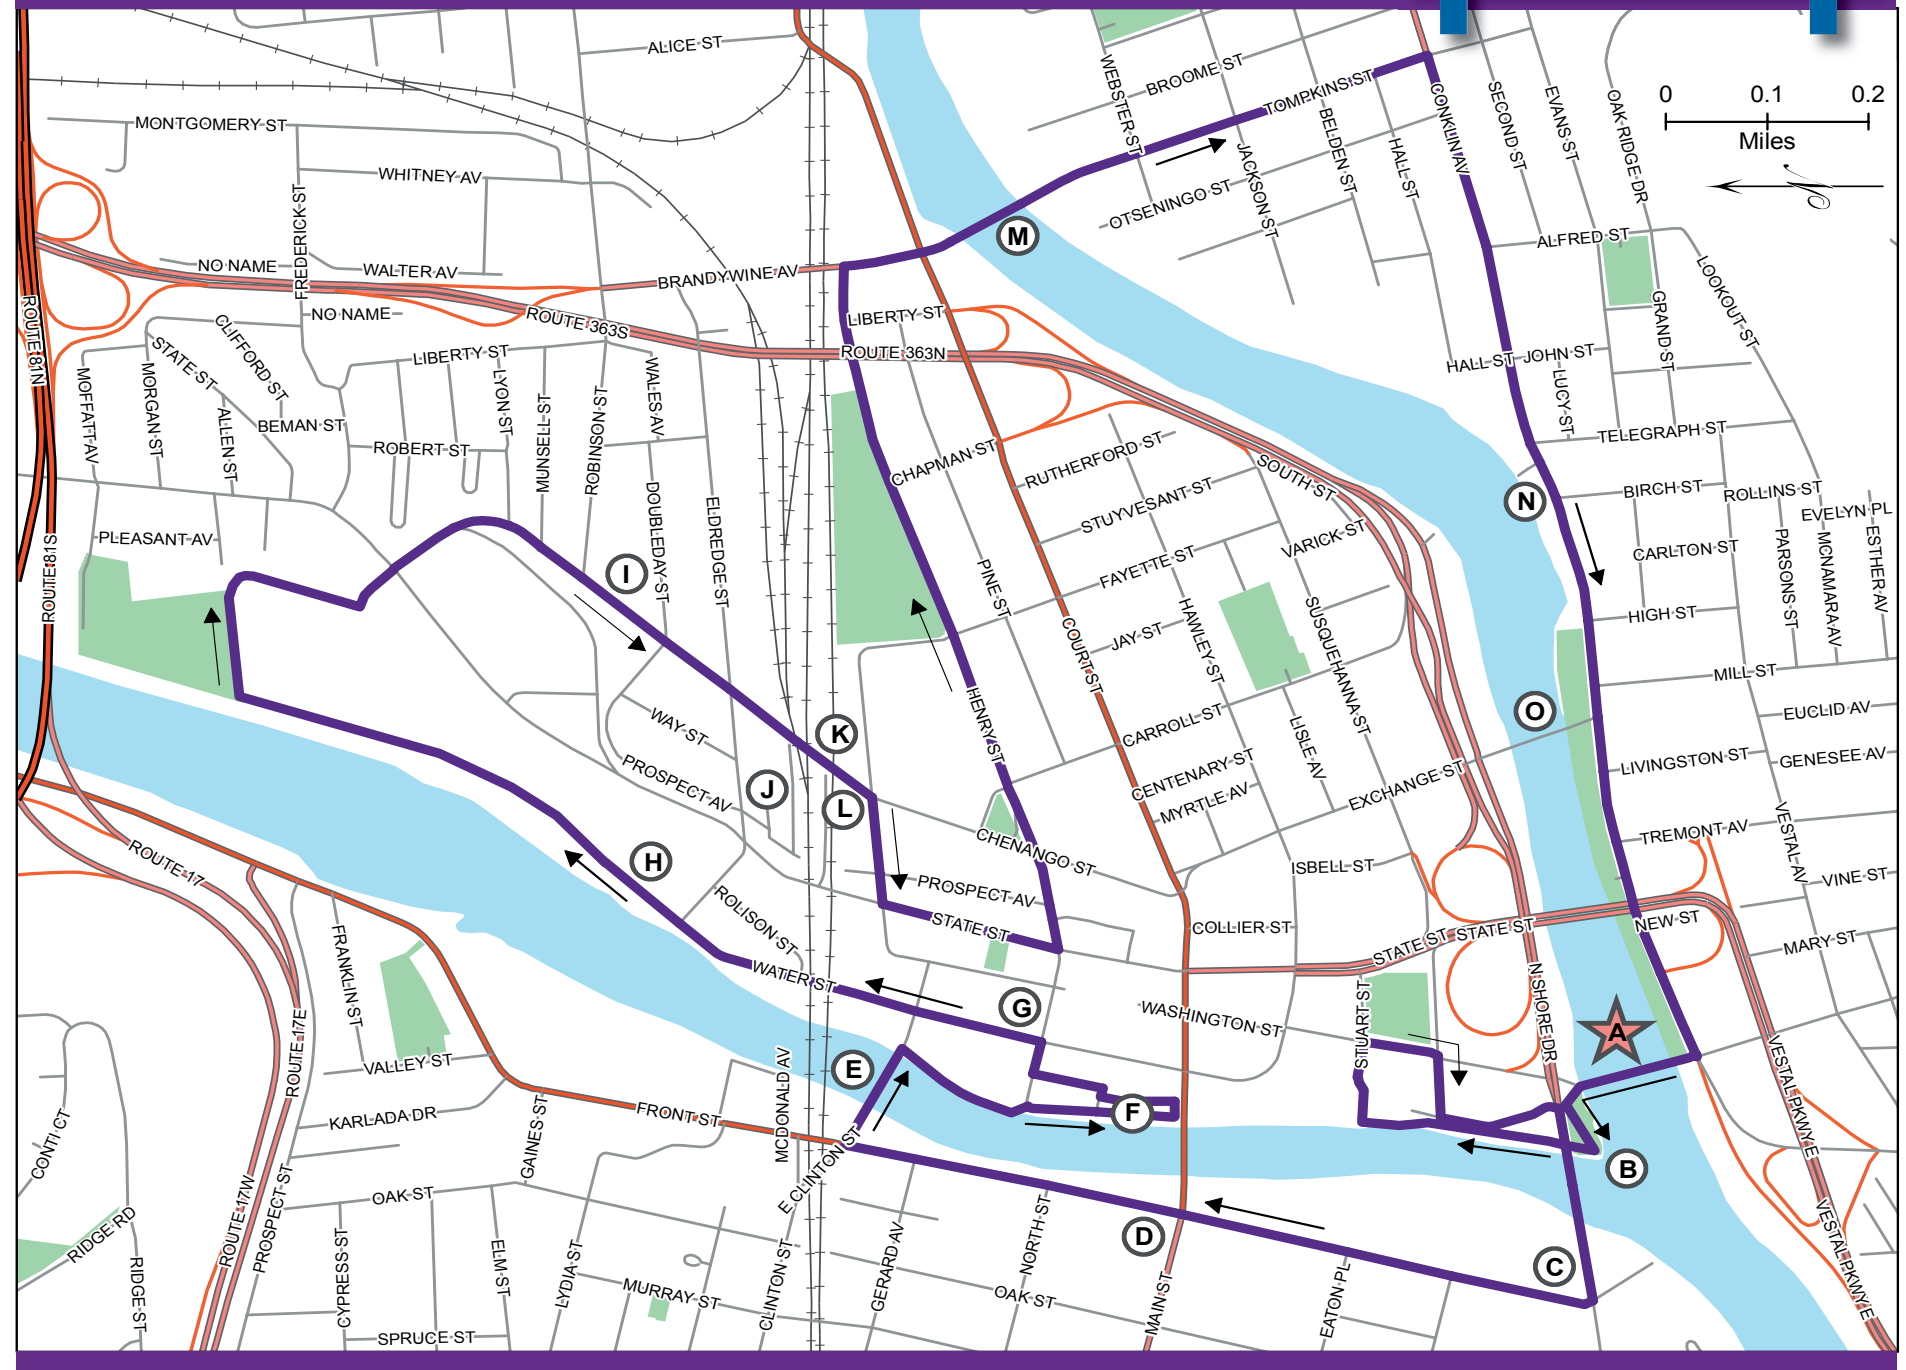 ALICE ST
WEBSTER ST
BROOME ST
TOMPKINS ST
CONKLIN AV
SECOND ST
EVANS ST
OAK RIDGE DR
0 0.1 0.2
Miles
MONTGOMERY ST
WHITNEY AV
FREDERICK ST
BELDEN ST
HALL ST
JACKSON ST
OTSENINGO ST
M
ALFRED ST
LOOKOUT ST
NO NAME
WALTER AV
BRANDYWINE AV
NO NAME
ROUTE 363S
LIBERTY ST
ROUTE 363N
GRAND ST
ROUTE 81N
CLIFFORD ST
STATE ST
LIBERTY ST
HALL ST
JOHN ST
LUCY ST
MOFFATT AV
MORGAN ST
ALLEN ST
BEMAN ST
LYON ST
MUNSELL ST
ROBINSON ST
WALES AV
ROBERT ST
CHAPMAN ST
RUTHERFORD ST
SOUTH ST
TELEGRAPH ST
N
BIRCH ST
ROLLINS ST
EVELYN PL
DOUBLEDAY ST
ELDREDGE ST
STUYVESANT ST
VARICK ST
PLEASANT AV
ROUTE 81S
I
PINE ST
FAYETTE ST
CARLTON ST
PARSONS ST
MCNAMARA AV
ESTHER AV
HAWLEY ST
SUSQUEHANNA ST
HIGH ST
COURT ST
JAY ST
MILL ST
HENRY ST
WAY ST
K
CARROLL ST
LISLE AV
O
EUCLID AV
PROSPECT AV
J
L
CENTENARY ST
MYRTLE AV
EXCHANGE ST
LIVINGSTON ST
GENESEE AV
VESTAL AV
TREMONT AV
CHENANGO ST
ROUTE 17
H
ISBELL ST
VINE ST
PROSPECT AV
ROLISON ST
STATE ST
COLLIER ST
STATE ST
STATE ST
NEW ST
MARY ST
FRANKLIN ST
WATER ST
G
WASHINGTON ST
STUART ST
N SHORE DR
A
ROUTE 17E
VALLEY ST
E
MCDONALD AV
VESTAL PKWY E
KARLADA DR
FRONT ST
F
CONTI CT
GAINES ST
E CLINTON ST
B
PROSPECT ST
ROUTE 17W
OAK ST
RIDGE RD
RIDGE ST
CYPRESS ST
ELM ST
LYDIA ST
MURRAY ST
CLINTON ST
GERARD AV
NORTH ST
OAK ST
D
MAIN ST
EATON PL
C
VESTAL PKWY E
SPRUCE ST